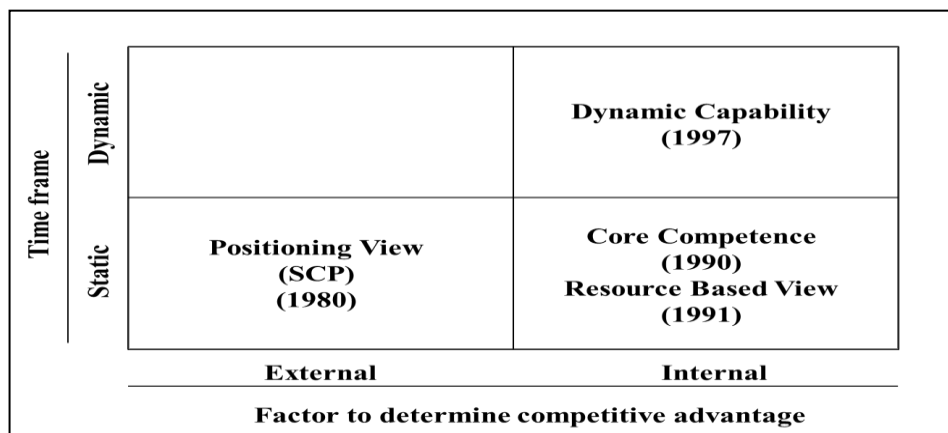 Time frame
Dynamic
Static
Dynamic Capability
(1997)
Positioning View
(SCP)
(1980)
Core Competence
(1990)
Resource Based View
(1991)
External
Internal
Factor to determine competitive advantage